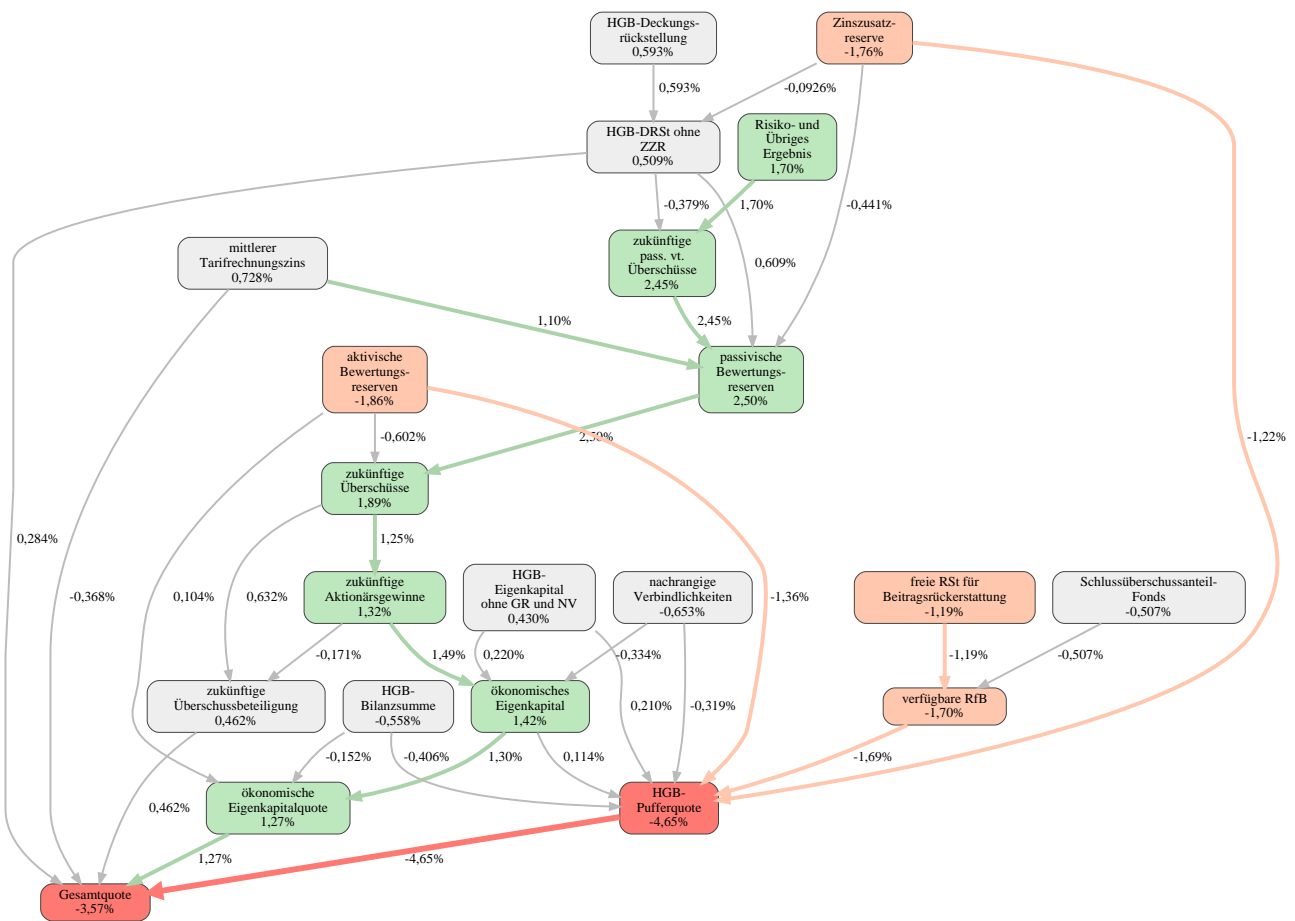 HGB-Deckungs-
rückstellung
0,593%
Zinszusatz-
reserve
-1,76%
0,593%
-0,0926%
HGB-DRSt ohne
ZZR
0,509%
Risiko- und
Übriges
Ergebnis
1,70%
-0,379%
1,70%
-0,441%
mittlerer
Tarifrechnungszins
0,728%
zukünftige
pass. vt.
Überschüsse
2,45%
0,609%
1,10%
2,45%
aktivische
Bewertungs-
reserven
-1,86%
passivische
Bewertungs-
reserven
2,50%
-0,602%
2,50%
-1,22%
zukünftige
Überschüsse
1,89%
0,284%
1,25%
zukünftige
Aktionärsgewinne
1,32%
HGB-
Eigenkapital
ohne GR und NV
0,430%
nachrangige
Verbindlichkeiten
-0,653%
freie RSt für
Beitragsrückerstattung
-1,19%
Schlussüberschussanteil-
Fonds
-0,507%
-0,368%
0,104%
0,632%
-1,36%
-0,171%
1,49%
0,220%
-0,334%
-1,19%
-0,507%
zukünftige
Überschussbeteiligung
0,462%
HGB-
Bilanzsumme
-0,558%
ökonomisches
Eigenkapital
1,42%
0,210%
-0,319%
verfügbare RfB
-1,70%
-0,152%
-0,406%
1,30%
0,114%
-1,69%
ökonomische
Eigenkapitalquote
1,27%
HGB-
Pufferquote
-4,65%
0,462%
1,27%
-4,65%
Gesamtquote
-3,57%